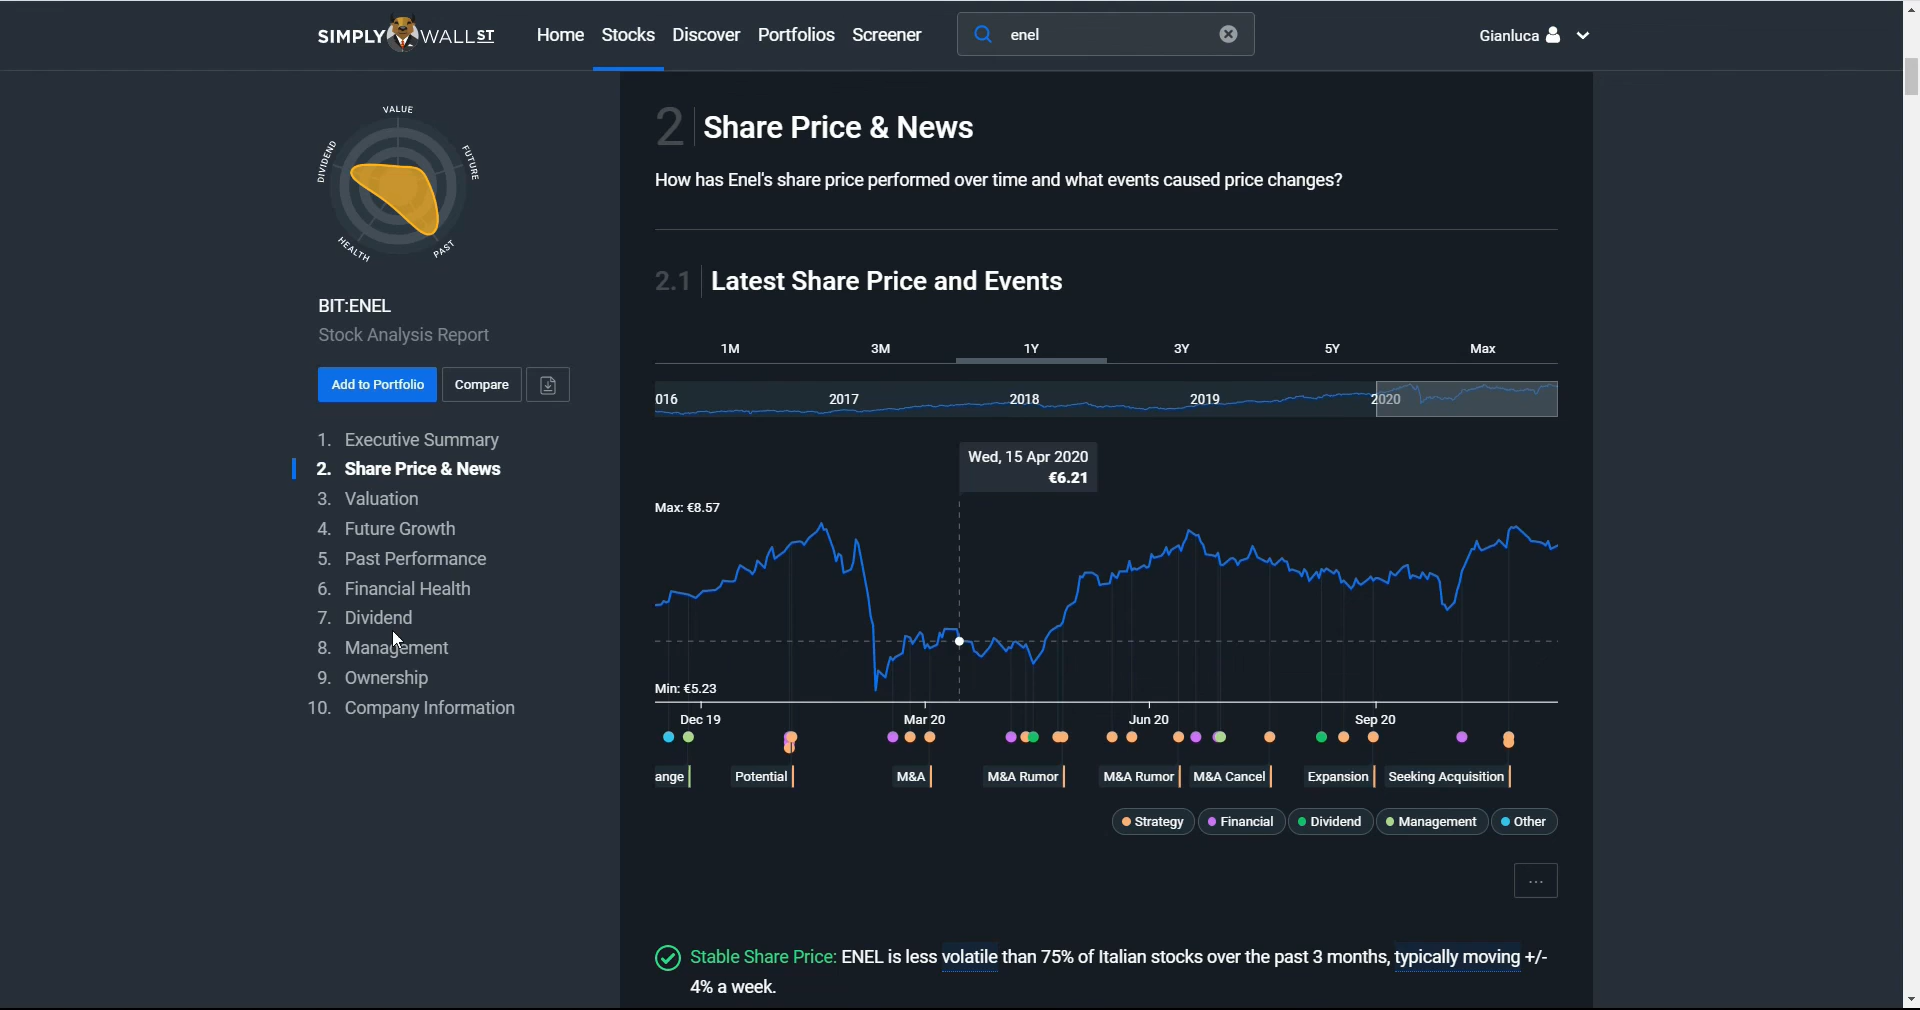 SIMPLY WALLST
Home Stocks Discover Portfolios Screener
enel
Gianluca
VALUE
FUTURE
PAST
HEALTH
DIVIDEND
BIT:ENEL
Stock Analysis Report
Add to Portfolio
Compare
1. Executive Summary
2. Share Price & News
3. Valuation
4. Future Growth
5. Past Performance
6. Financial Health
7. Dividend
8. Management
9. Ownership
10. Company Information
2 Share Price & News
How has Enel's share price performed over time and what events caused price changes?
2.1 Latest Share Price and Events
1M 3M 1Y 3Y 5Y Max
016 2017 2018 2019 2020
Wed, 15 Apr 2020
€6.21
Max: €8.57
Min: €5.23
Dec 19 Mar 20 Jun 20 Sep 20
ange Potential M&A M&A Rumor M&A Rumor M&A Cancel Expansion Seeking Acquisition
Strategy Financial Dividend Management Other
...
Stable Share Price: ENEL is less volatile than 75% of Italian stocks over the past 3 months, typically moving +/-
4% a week.